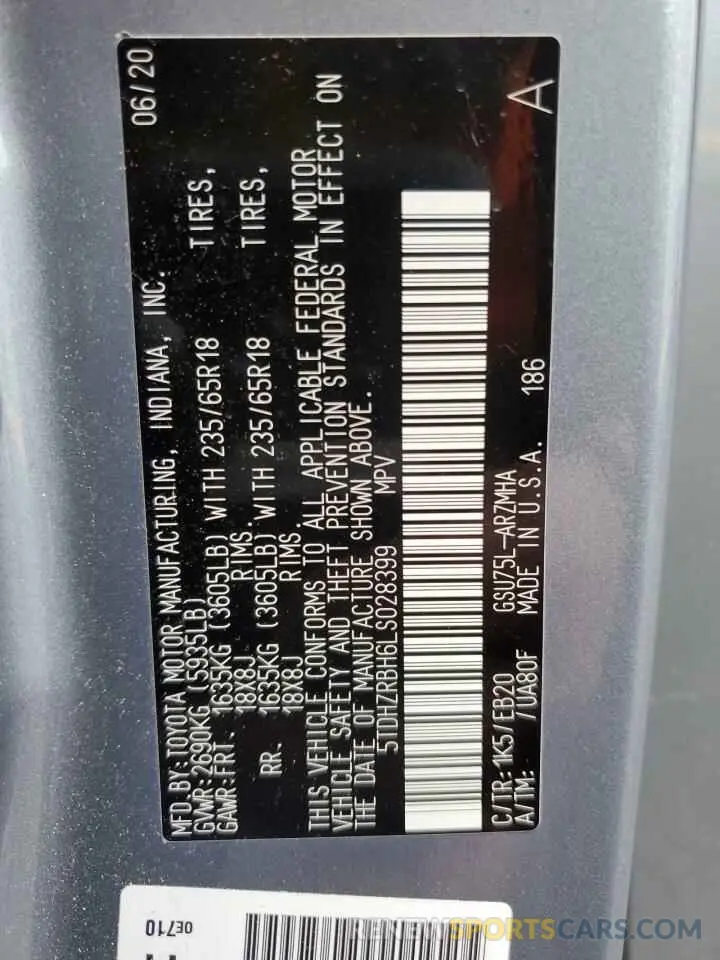 MFD.BY:TOYOTA MOTOR MANUFACTURING, INDIANA, INC. 06/20
GVWR:2690KG (5935LB)
GAWR:FRT. 1635KG (3605LB) WITH 235/65R18 TIRES,
18X8J RIMS.
RR. 1635KG (3605LB) WITH 235/65R18 TIRES,
18X8J RIMS
THIS VEHICLE CONFORMS TO ALL APPLICABLE FEDERAL MOTOR
VEHICLE SAFETY AND THEFT PREVENTION STANDARDS IN EFFECT ON
THE DATE OF MANUFACTURE SHOWN ABOVE.
5TDHZRBH6LS028399 MPV
C/TR:1K5/EB20 GSU75L-ARZMHA A
A/TM: /UA80F MADE IN U.S.A. 186
0E710
RENEWSPORTSCARS.COM